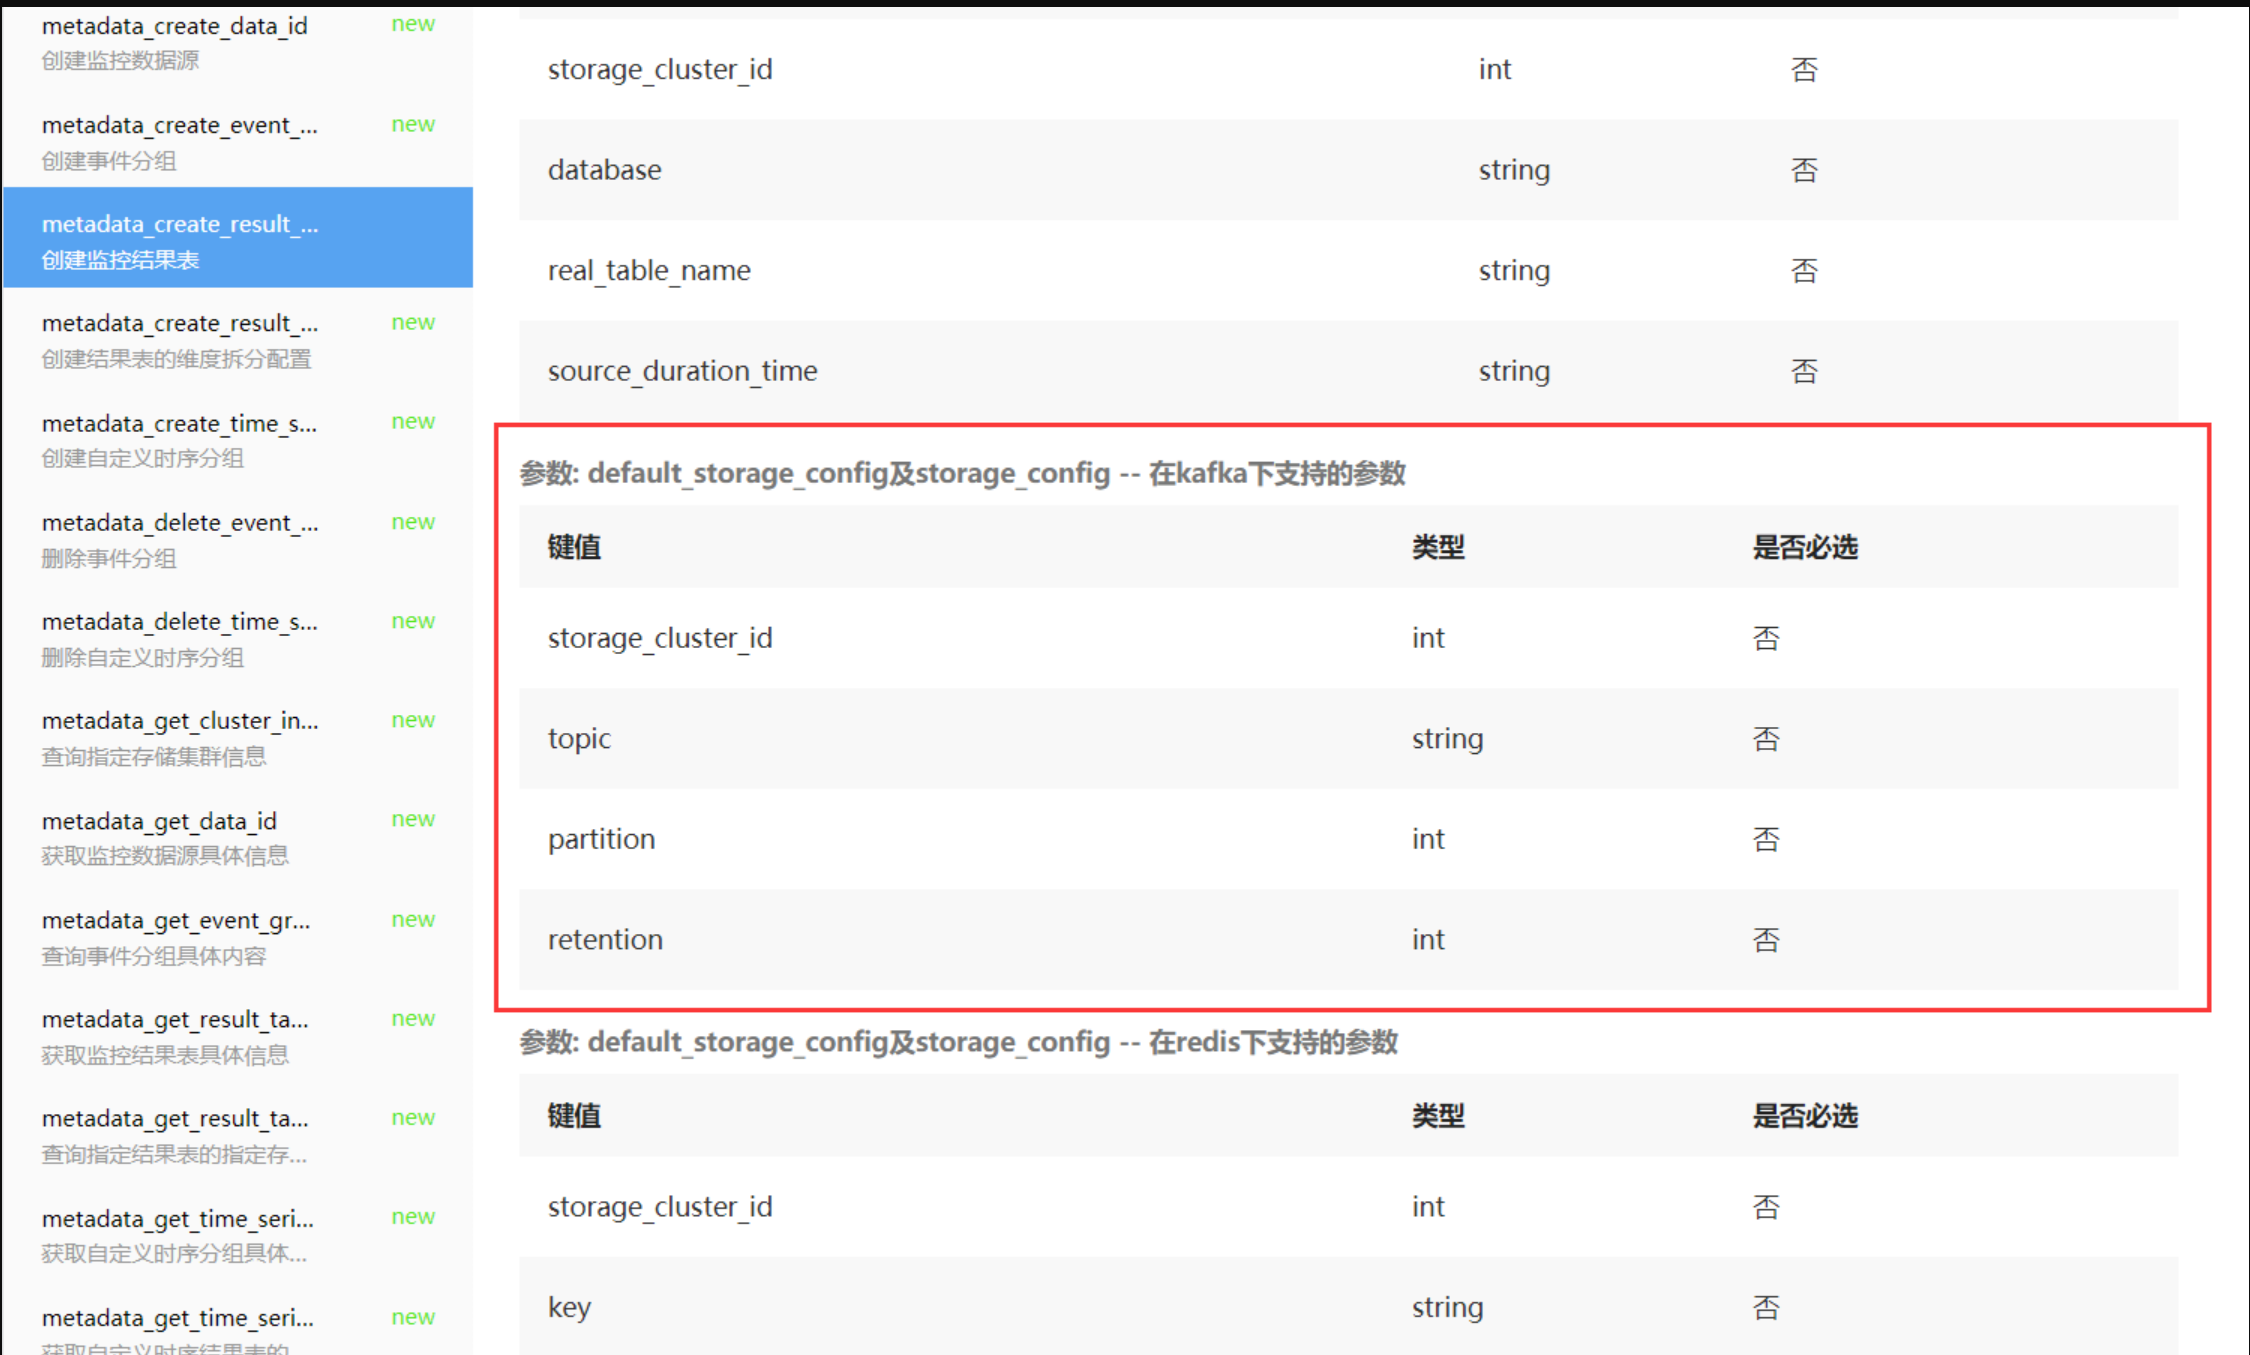 metadata_create_data_id new
创建监控数据源
metadata_create_event_... new
创建事件分组
metadata_create_result_...
创建监控结果表
metadata_create_result_... new
创建结果表的维度拆分配置
metadata_create_time_s... new
创建自定义时序分组
metadata_delete_event_... new
删除事件分组
metadata_delete_time_s... new
删除自定义时序分组
metadata_get_cluster_in... new
查询指定存储集群信息
metadata_get_data_id new
获取监控数据源具体信息
metadata_get_event_gr... new
查询事件分组具体内容
metadata_get_result_ta... new
获取监控结果表具体信息
metadata_get_result_ta... new
查询指定结果表的指定存...
metadata_get_time_seri... new
获取自定义时序分组具体...
metadata_get_time_seri... new
获取自定义时序结果表的
storage_cluster_id int 否
database string 否
real_table_name string 否
source_duration_time string 否
参数: default_storage_config及storage_config -- 在kafka下支持的参数
键值 类型 是否必选
storage_cluster_id int 否
topic string 否
partition int 否
retention int 否
参数: default_storage_config及storage_config -- 在redis下支持的参数
键值 类型 是否必选
storage_cluster_id int 否
key string 否